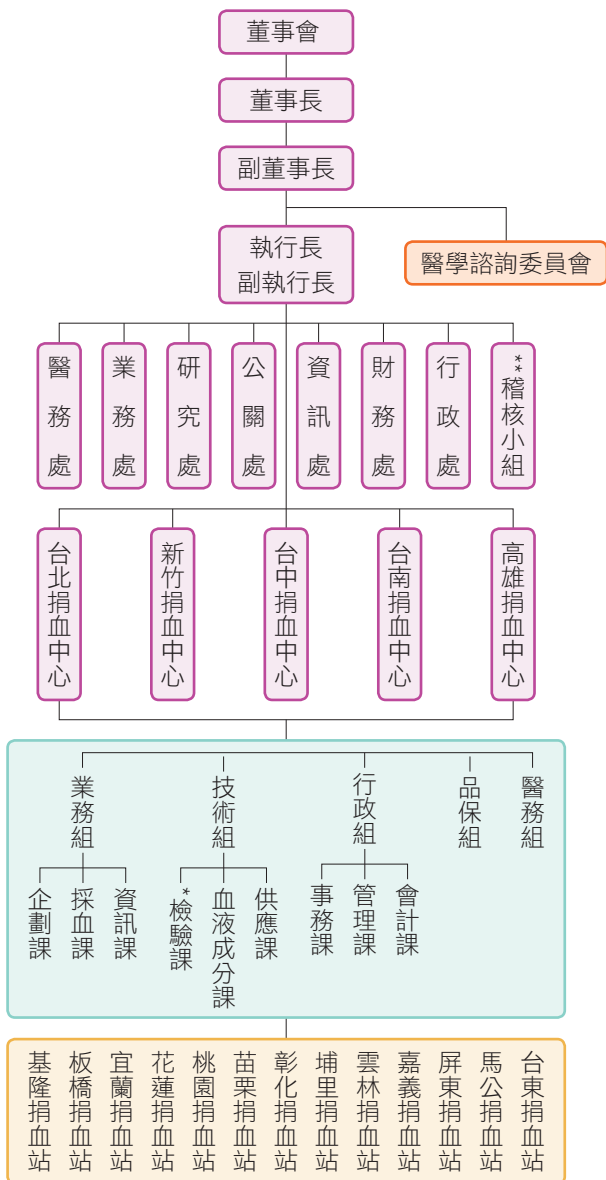 董事會
董事長
副董事長
執行長
副執行長
醫學諮詢委員會
醫務處
業務處
研究處
公關處
資訊處
財務處
行政處
**稽核小組
台北捐血中心
新竹捐血中心
台中捐血中心
台南捐血中心
高雄捐血中心
業務組
技術組
行政組
品保組
醫務組
企劃課
採血課
資訊課
*檢驗課
血液成分課
供應課
事務課
管理課
會計課
基隆捐血站
板橋捐血站
宜蘭捐血站
花蓮捐血站
桃園捐血站
苗栗捐血站
彰化捐血站
埔里捐血站
雲林捐血站
嘉義捐血站
屏東捐血站
馬公捐血站
台東捐血站